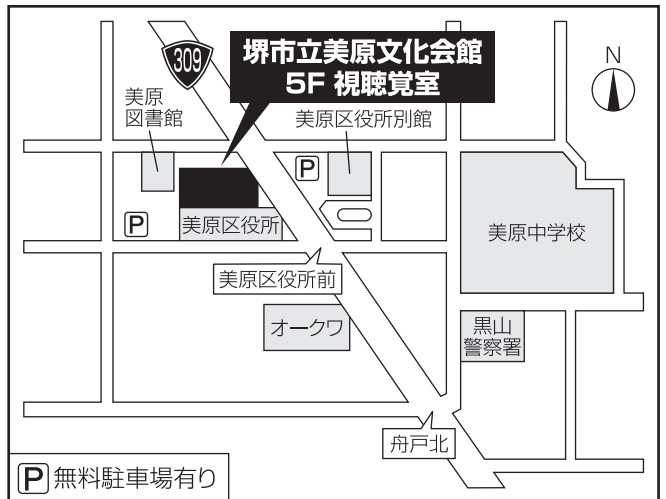 309
堺市立美原文化会館
5F 視聴覚室
N
美原
図書館
美原区役所別館
P
P
美原区役所
美原中学校
美原区役所前
オークワ
黒山
警察署
舟戸北
P 無料駐車場有り